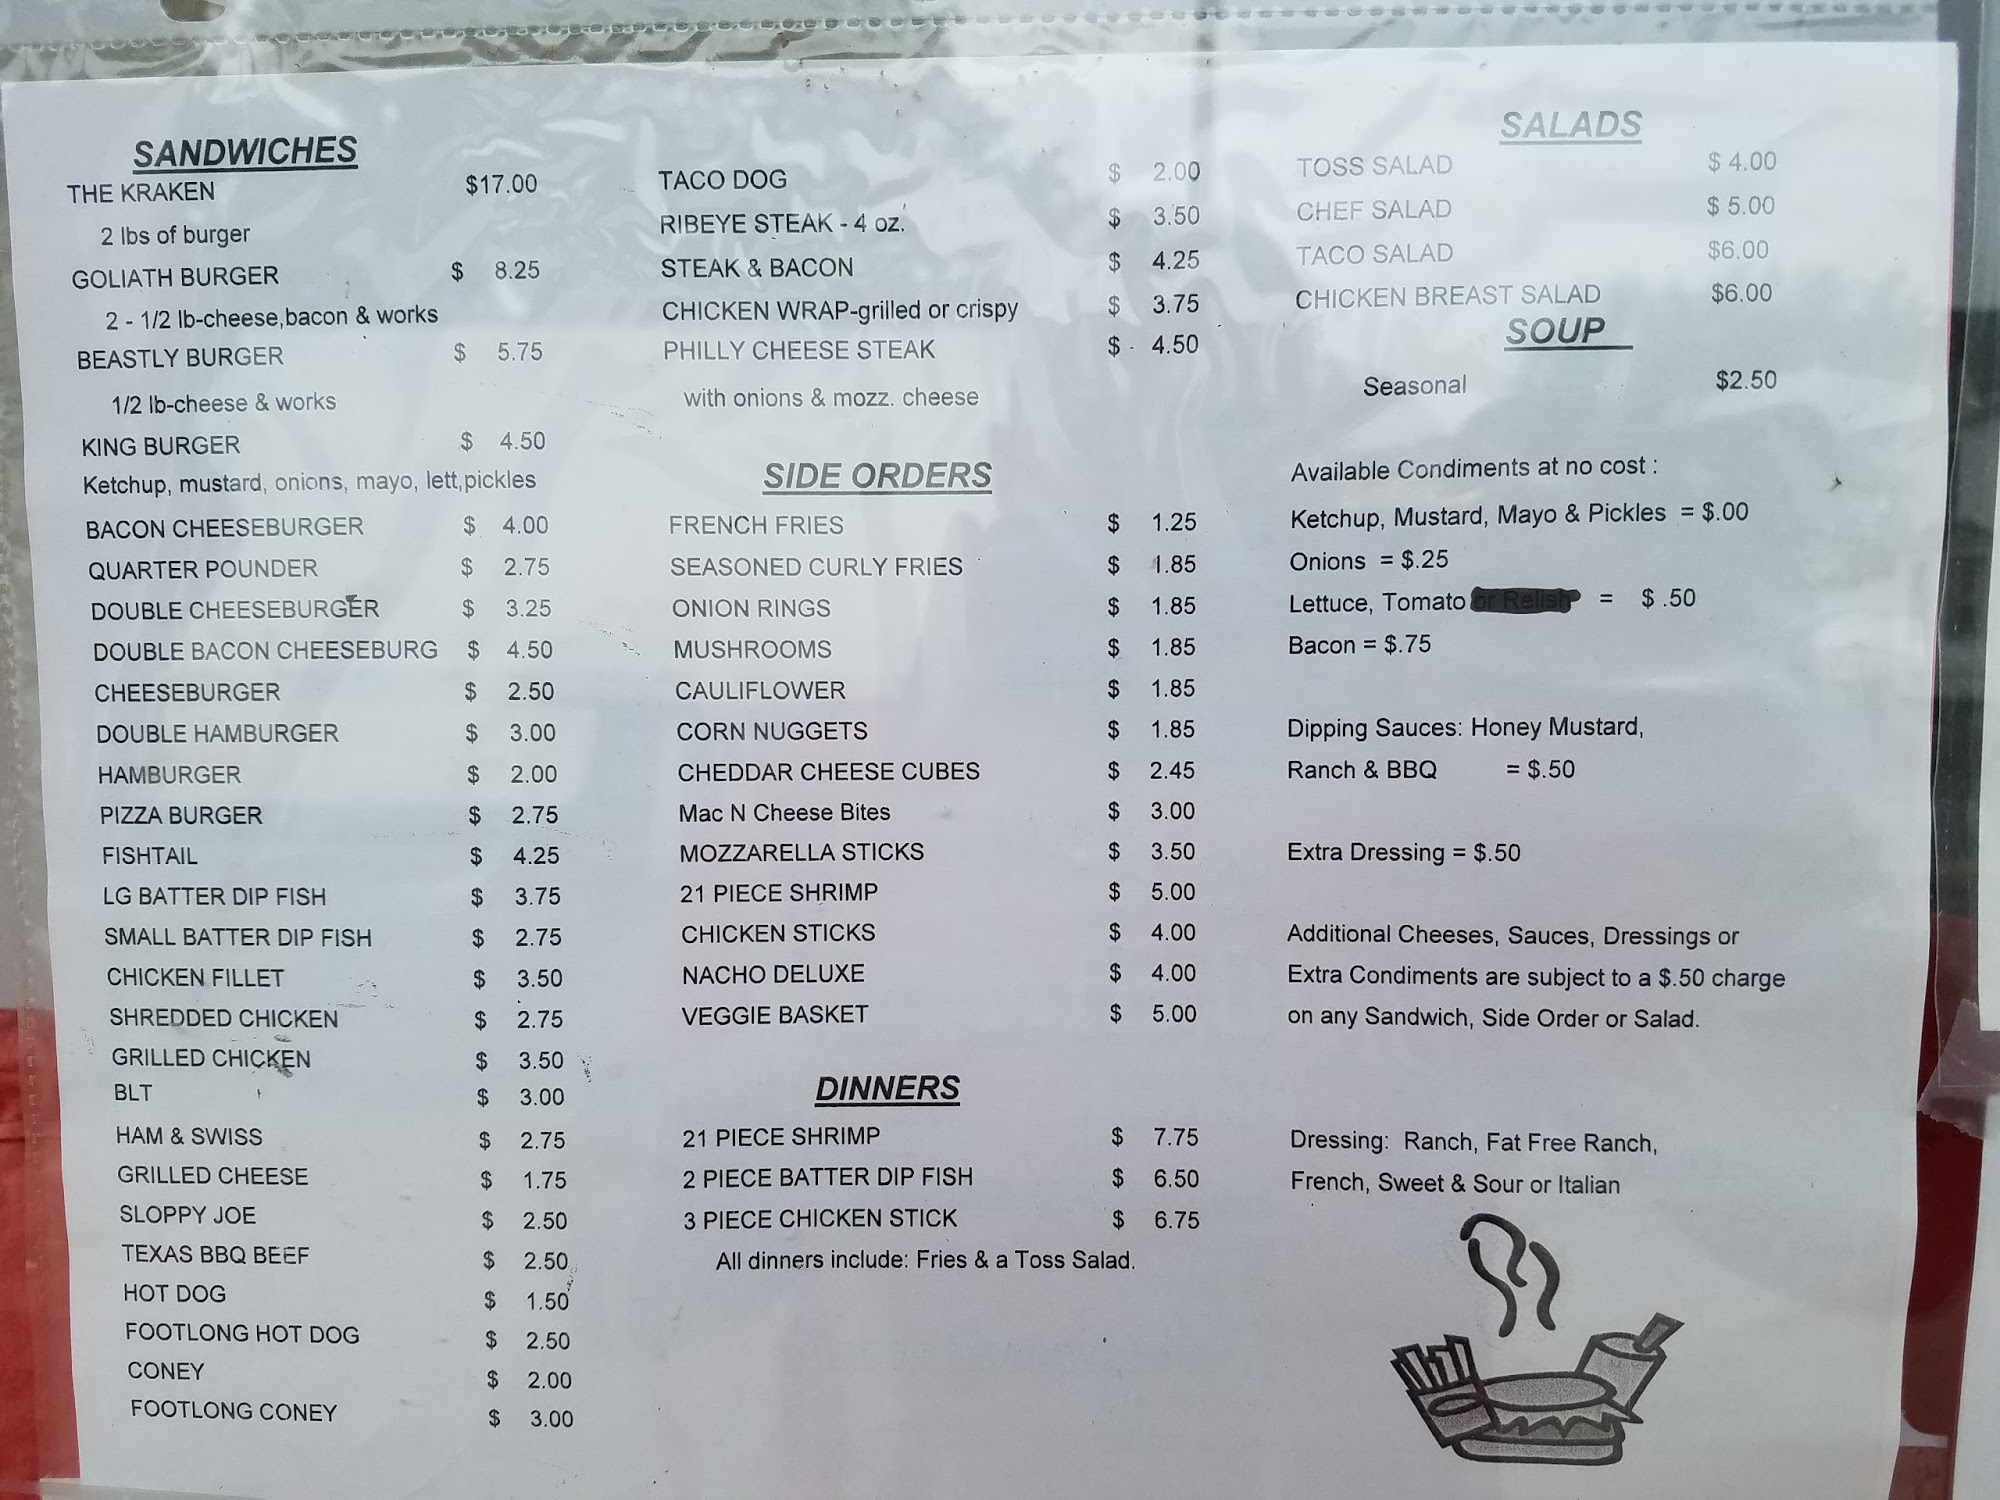 SANDWICHES
THE KRAKEN $17.00
2 lbs of burger
GOLIATH BURGER $ 8.25
2 - 1/2 lb-cheese,bacon & works
BEASTLY BURGER $ 5.75
1/2 lb-cheese & works
KING BURGER $ 4.50
Ketchup, mustard, onions, mayo, lett,pickles
BACON CHEESEBURGER $ 4.00
QUARTER POUNDER $ 2.75
DOUBLE CHEESEBURGER $ 3.25
DOUBLE BACON CHEESEBURG $ 4.50
CHEESEBURGER $ 2.50
DOUBLE HAMBURGER $ 3.00
HAMBURGER $ 2.00
PIZZA BURGER $ 2.75
FISHTAIL $ 4.25
LG BATTER DIP FISH $ 3.75
SMALL BATTER DIP FISH $ 2.75
CHICKEN FILLET $ 3.50
SHREDDED CHICKEN $ 2.75
GRILLED CHICKEN $ 3.50
BLT $ 3.00
HAM & SWISS $ 2.75
GRILLED CHEESE $ 1.75
SLOPPY JOE $ 2.50
TEXAS BBQ BEEF $ 2.50
HOT DOG $ 1.50
FOOTLONG HOT DOG $ 2.50
CONEY $ 2.00
FOOTLONG CONEY $ 3.00
TACO DOG $ 2.00
RIBEYE STEAK - 4 oz. $ 3.50
STEAK & BACON $ 4.25
CHICKEN WRAP-grilled or crispy $ 3.75
PHILLY CHEESE STEAK $ 4.50
with onions & mozz. cheese
SIDE ORDERS
FRENCH FRIES $ 1.25
SEASONED CURLY FRIES $ 1.85
ONION RINGS $ 1.85
MUSHROOMS $ 1.85
CAULIFLOWER $ 1.85
CORN NUGGETS $ 1.85
CHEDDAR CHEESE CUBES $ 2.45
Mac N Cheese Bites $ 3.00
MOZZARELLA STICKS $ 3.50
21 PIECE SHRIMP $ 5.00
CHICKEN STICKS $ 4.00
NACHO DELUXE $ 4.00
VEGGIE BASKET $ 5.00
DINNERS
21 PIECE SHRIMP $ 7.75
2 PIECE BATTER DIP FISH $ 6.50
3 PIECE CHICKEN STICK $ 6.75
All dinners include: Fries & a Toss Salad.
SALADS
TOSS SALAD $ 4.00
CHEF SALAD $ 5.00
TACO SALAD $6.00
CHICKEN BREAST SALAD $6.00
SOUP
Seasonal $2.50
Available Condiments at no cost :
Ketchup, Mustard, Mayo & Pickles = $.00
Onions = $.25
Lettuce, Tomato or Relish = $ .50
Bacon = $.75
Dipping Sauces: Honey Mustard,
Ranch & BBQ = $.50
Extra Dressing = $.50
Additional Cheeses, Sauces, Dressings or
Extra Condiments are subject to a $.50 charge
on any Sandwich, Side Order or Salad.
Dressing: Ranch, Fat Free Ranch,
French, Sweet & Sour or Italian